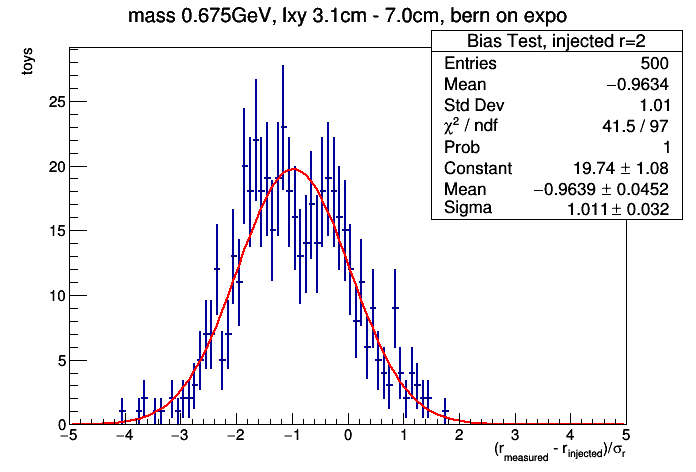 mass 0.675GeV, lxy 3.1cm - 7.0cm, bern on expo
Bias Test, injected r=2
Entries 500
Mean −0.9634
Std Dev 1.01
χ² / ndf 41.5 / 97
Prob 1
Constant 19.74 ± 1.08
Mean −0.9639 ± 0.0452
Sigma 1.011 ± 0.032
toys
25
20
15
10
5
0
−5 −4 −3 −2 −1 0 1 2 3 4 5
(r_measured - r_injected)/σ_r